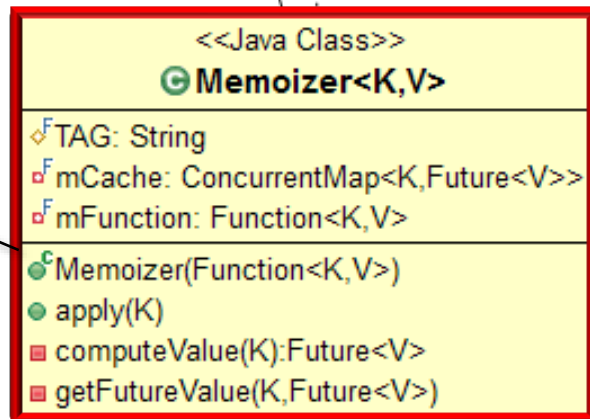 <<Java Class>>
C Memoizer<K,V>
F TAG: String
F mCache: ConcurrentMap<K,Future<V>>
F mFunction: Function<K,V>
C Memoizer(Function<K,V>)
apply(K)
computeValue(K):Future<V>
getFutureValue(K,Future<V>)